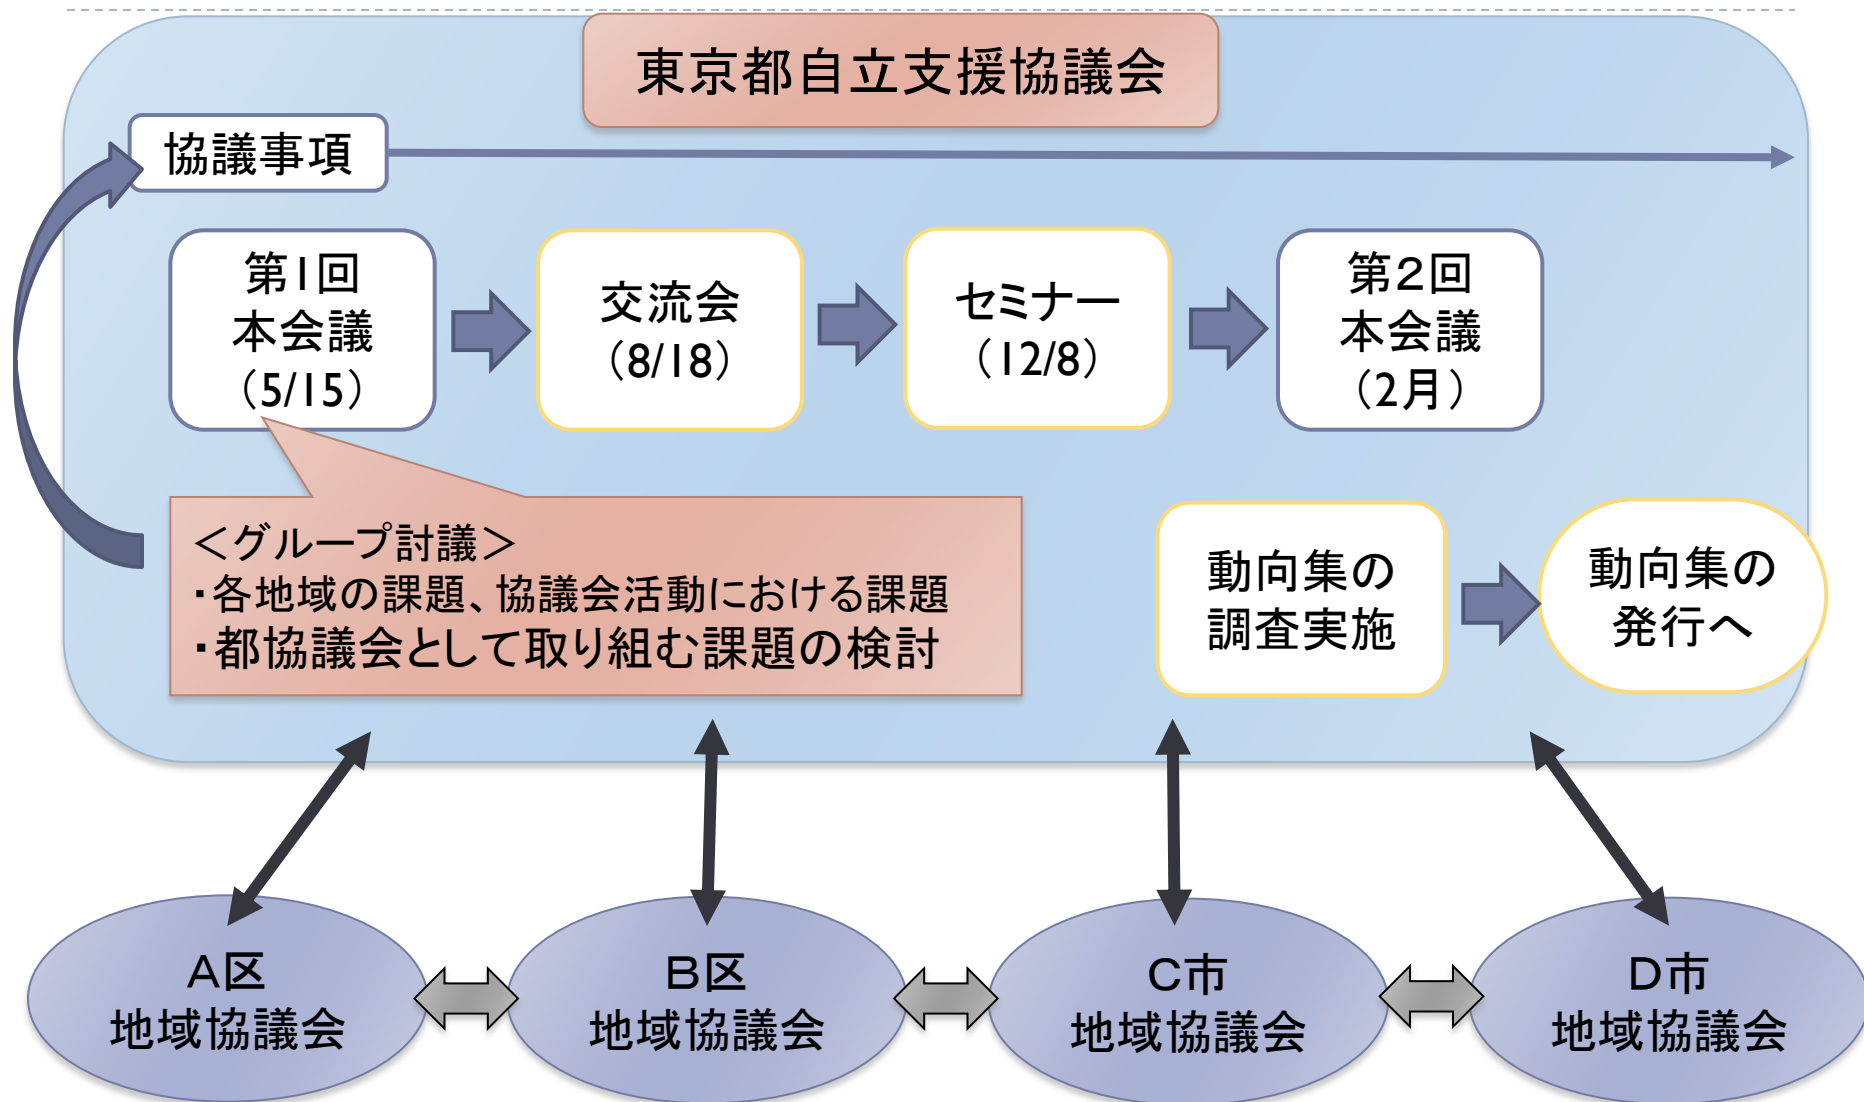 東京都自立支援協議会
協議事項
第1回
本会議
（5/15）
交流会
（8/18）
セミナー
（12/8）
第２回
本会議
（2月）
＜グループ討議＞
・各地域の課題、協議会活動における課題
・都協議会として取り組む課題の検討
動向集の
調査実施
動向集の
発行へ
Ａ区
地域協議会
Ｂ区
地域協議会
Ｃ市
地域協議会
Ｄ市
地域協議会